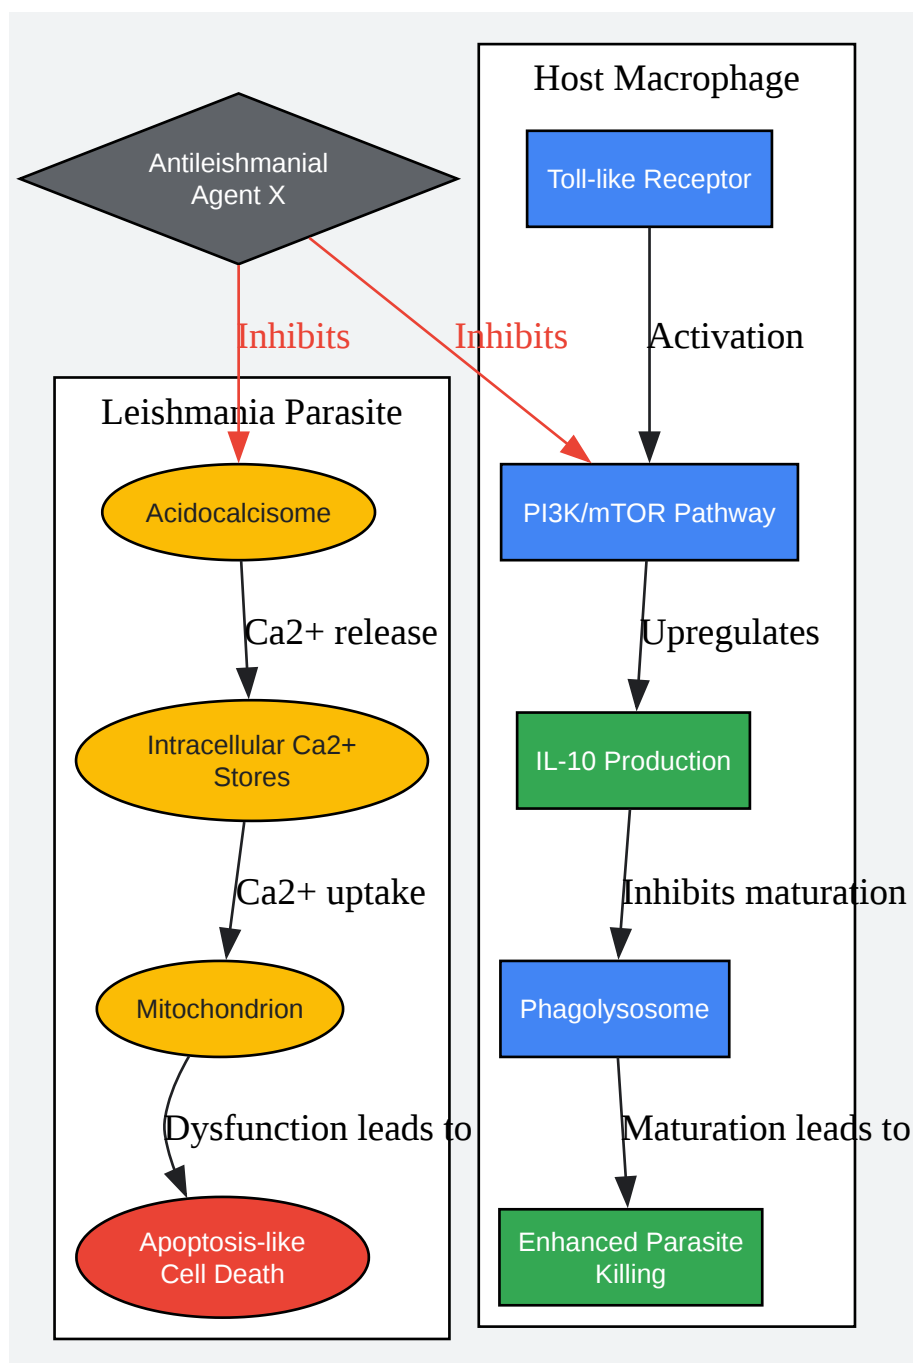 Host Macrophage
Antileishmanial
Agent X
Toll-like Receptor
Inhibits
Inhibits
Activation
Leishmania Parasite
Acidocalcisome
PI3K/mTOR Pathway
Ca2+ release
Upregulates
Intracellular Ca2+
Stores
IL-10 Production
Ca2+ uptake
Inhibits maturation
Mitochondrion
Phagolysosome
Dysfunction leads to
Maturation leads to
Apoptosis-like
Cell Death
Enhanced Parasite
Killing